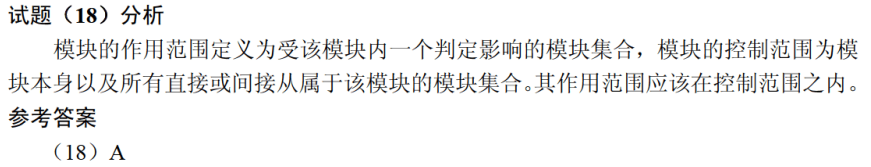 试题（18）分析
模块的作用范围定义为受该模块内一个判定影响的模块集合，模块的控制范围为模
块本身以及所有直接或间接从属于该模块的模块集合。其作用范围应该在控制范围之内。
参考答案
（18）A